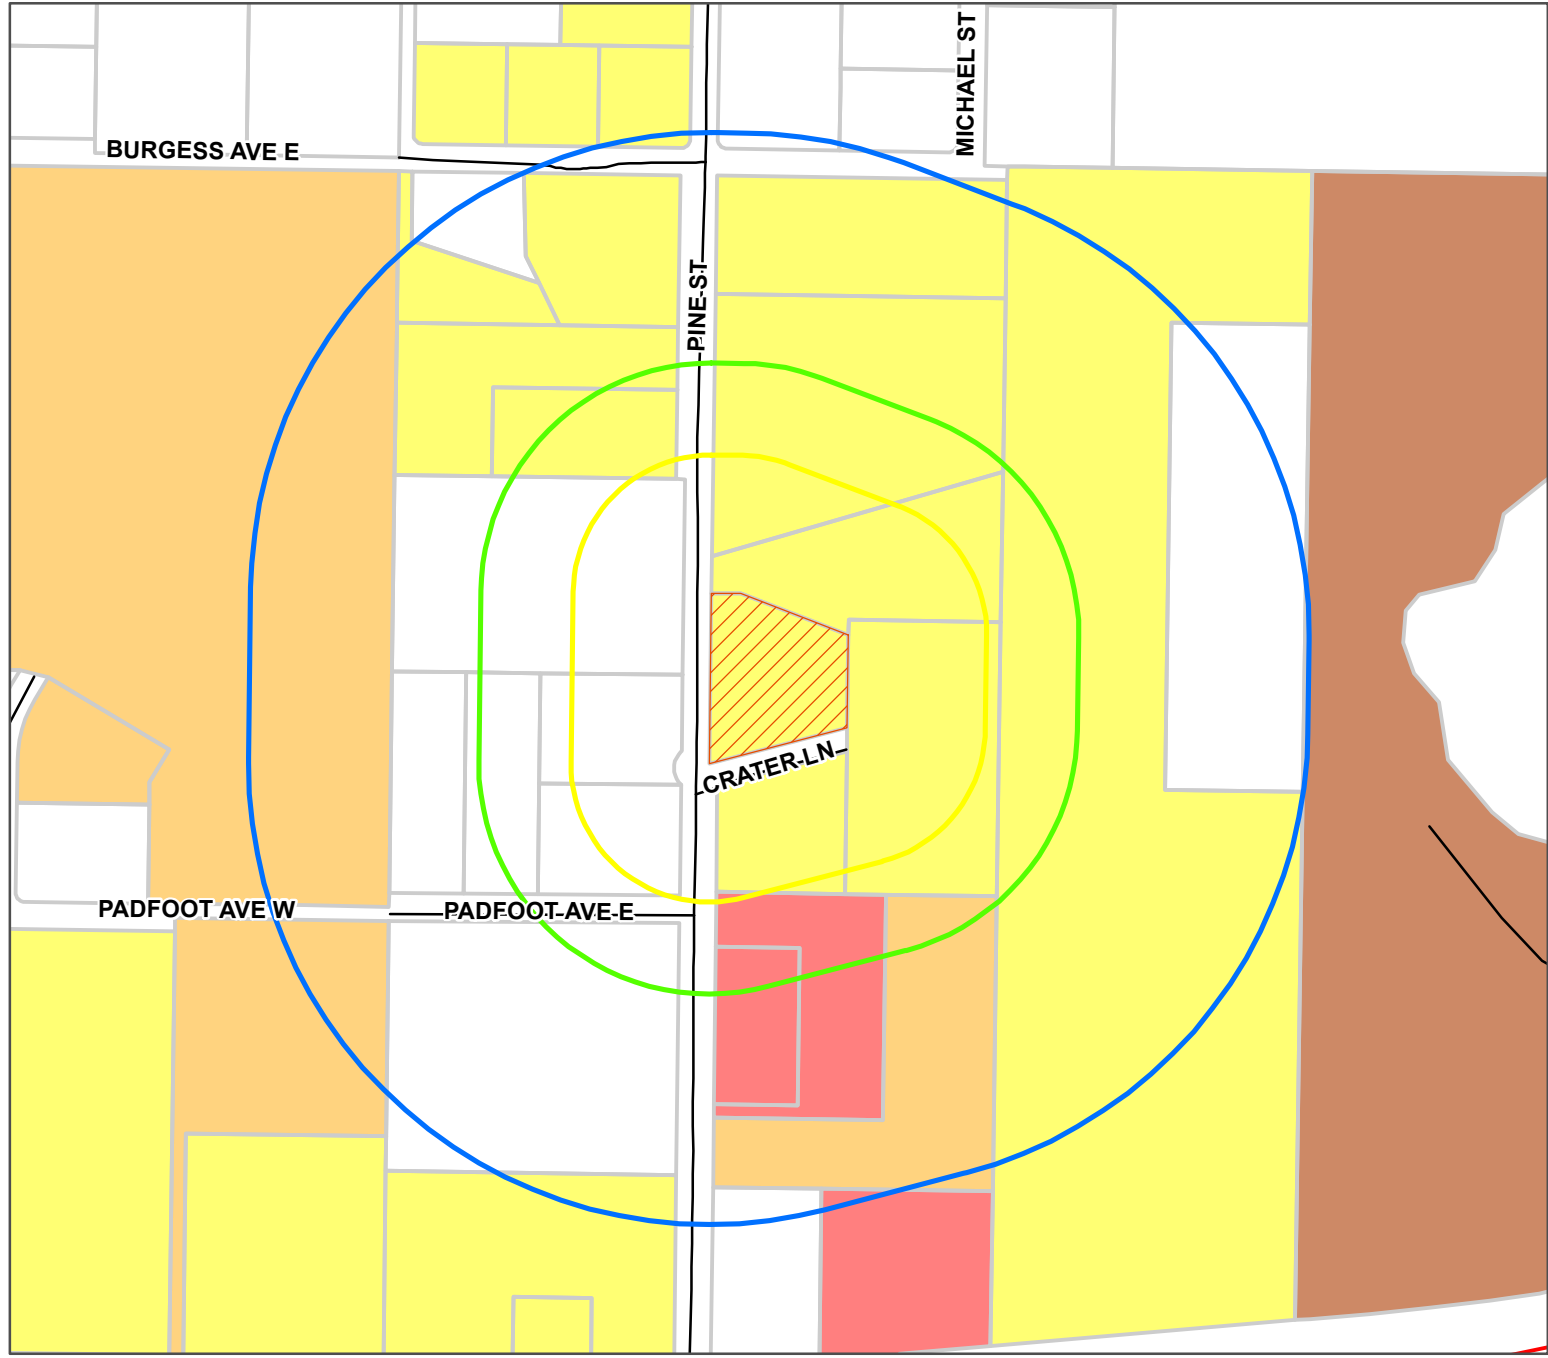 MICHAEL ST
BURGESS AVE E
PINE ST
CRATER LN
PADFOOT AVE W
PADFOOT AVE E